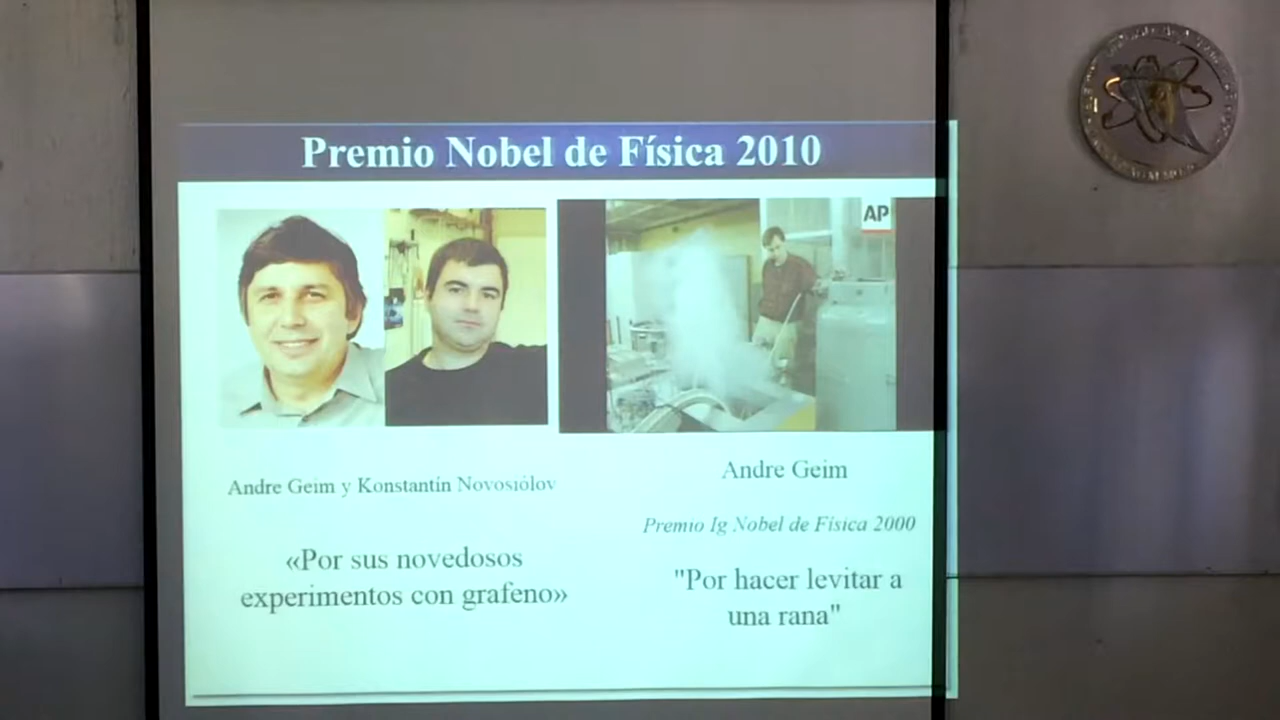 Premio Nobel de Física 2010
AP
Andre Geim y Konstantín Novosiólov
«Por sus novedosos
experimentos con grafeno»
Andre Geim
Premio Ig Nobel de Física 2000
"Por hacer levitar a
una rana"